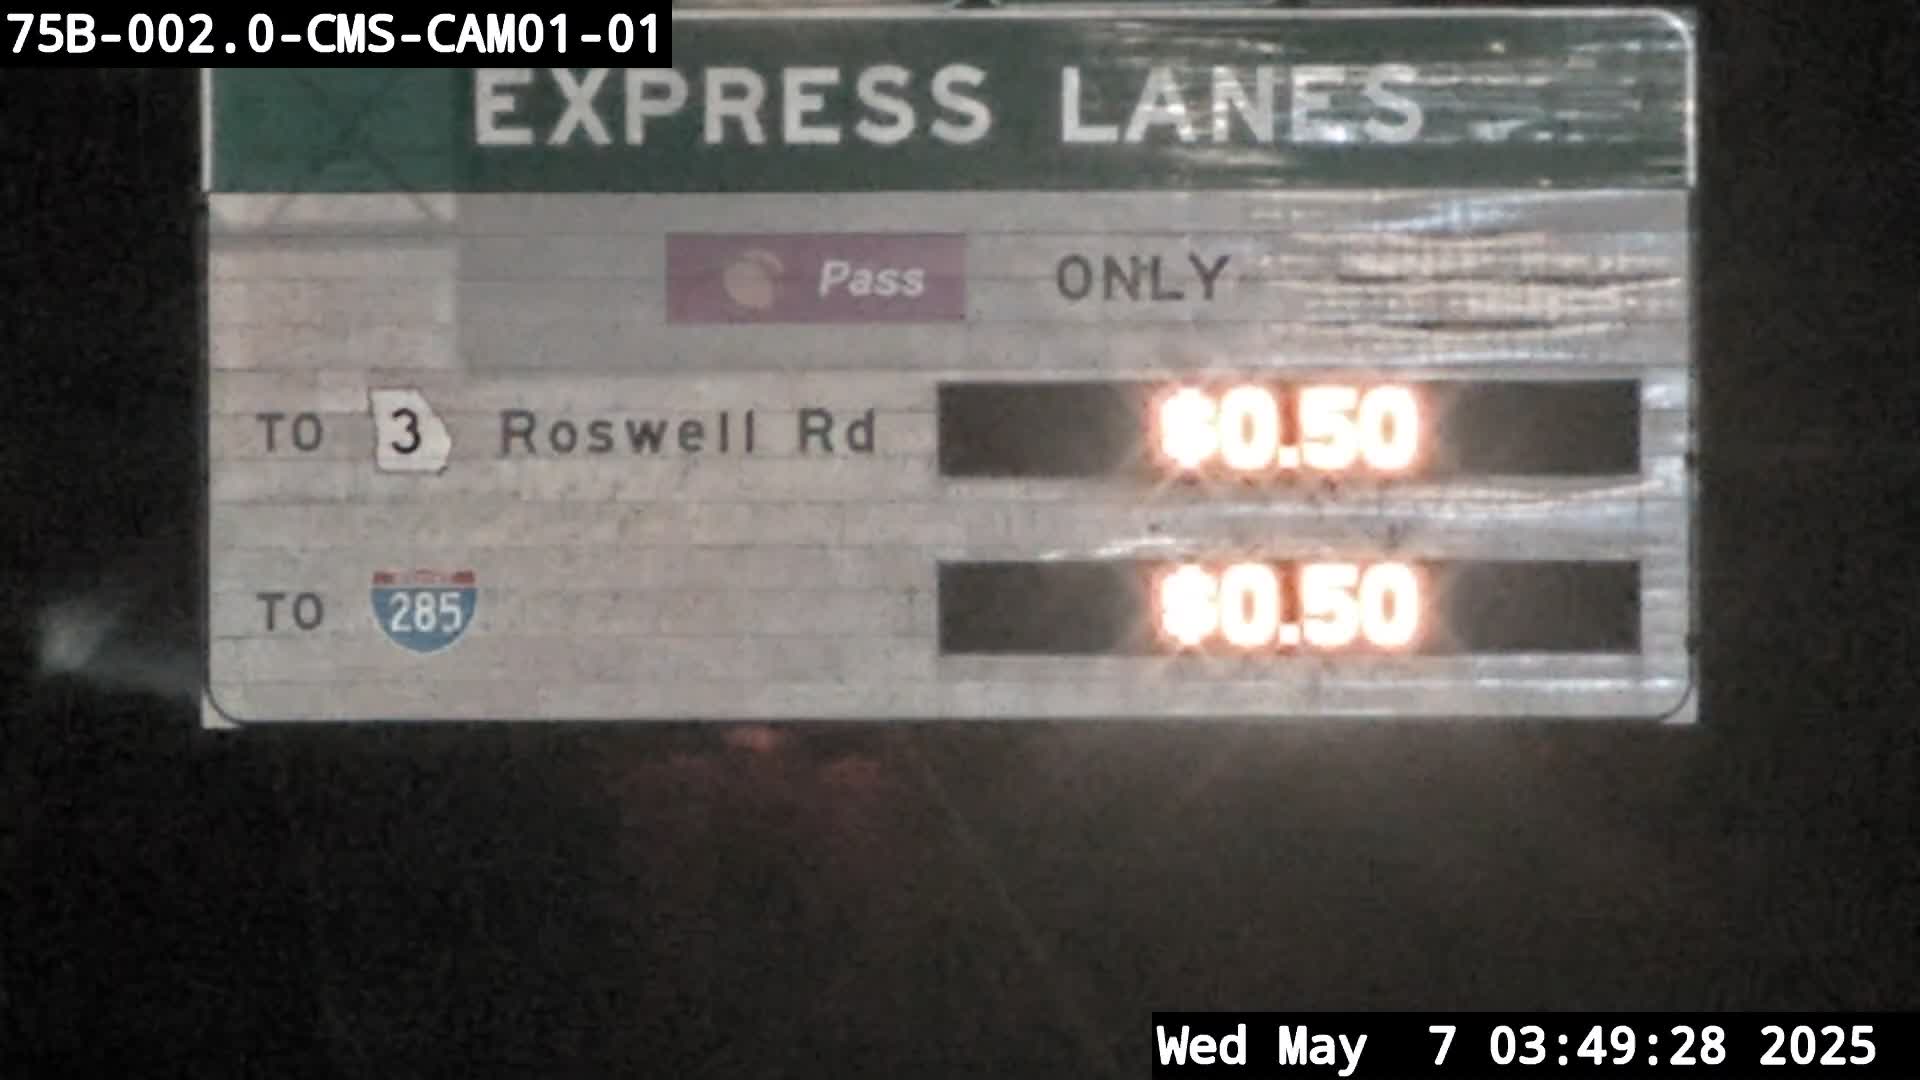 75B-002.0-CMS-CAM01-01
EXPRESS LANES
Pass ONLY
TO 3 Roswell Rd $0.50
TO 285 $0.50
Wed May 7 03:49:28 2025